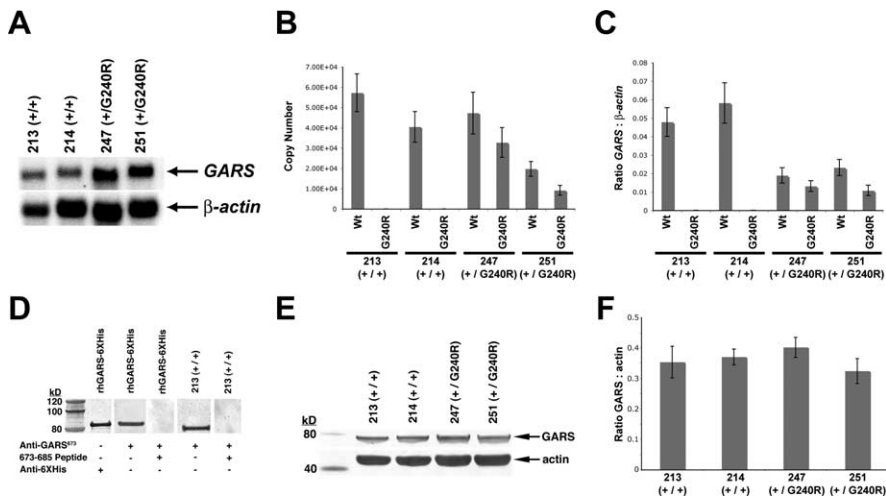 A
213 (+/+)
214 (+/+)
247 (+/G240R)
251 (+/G240R)
GARS
β-actin
B
Copy Number
7.00E+04
6.00E+04
5.00E+04
4.00E+04
3.00E+04
2.00E+04
1.00E+04
0.00E+00
Wt
G240R
Wt
G240R
Wt
G240R
Wt
G240R
213 214 247 251
(+ / +) (+ / +) (+ / G240R) (+ / G240R)
C
Ratio GARS : β-actin
0.08
0.07
0.06
0.05
0.04
0.03
0.02
0.01
0
Wt
G240R
Wt
G240R
Wt
G240R
Wt
G240R
213 214 247 251
(+ / +) (+ / +) (+ / G240R) (+ / G240R)
D
rhGARS-6XHis
rhGARS-6XHis
rhGARS-6XHis
213 (+ / +)
213 (+ / +)
kD
120
100
80
Anti-GARS673 - + + + +
673-685 Peptide - - + - +
Anti-6XHis + - - - -
E
213 (+ / +)
214 (+ / +)
247 (+ / G240R)
251 (+ / G240R)
kD
80
40
GARS
actin
F
Ratio GARS : actin
0.5
0.4
0.3
0.2
0.1
0
213 214 247 251
(+ / +) (+ / +) (+ / G240R) (+ / G240R)